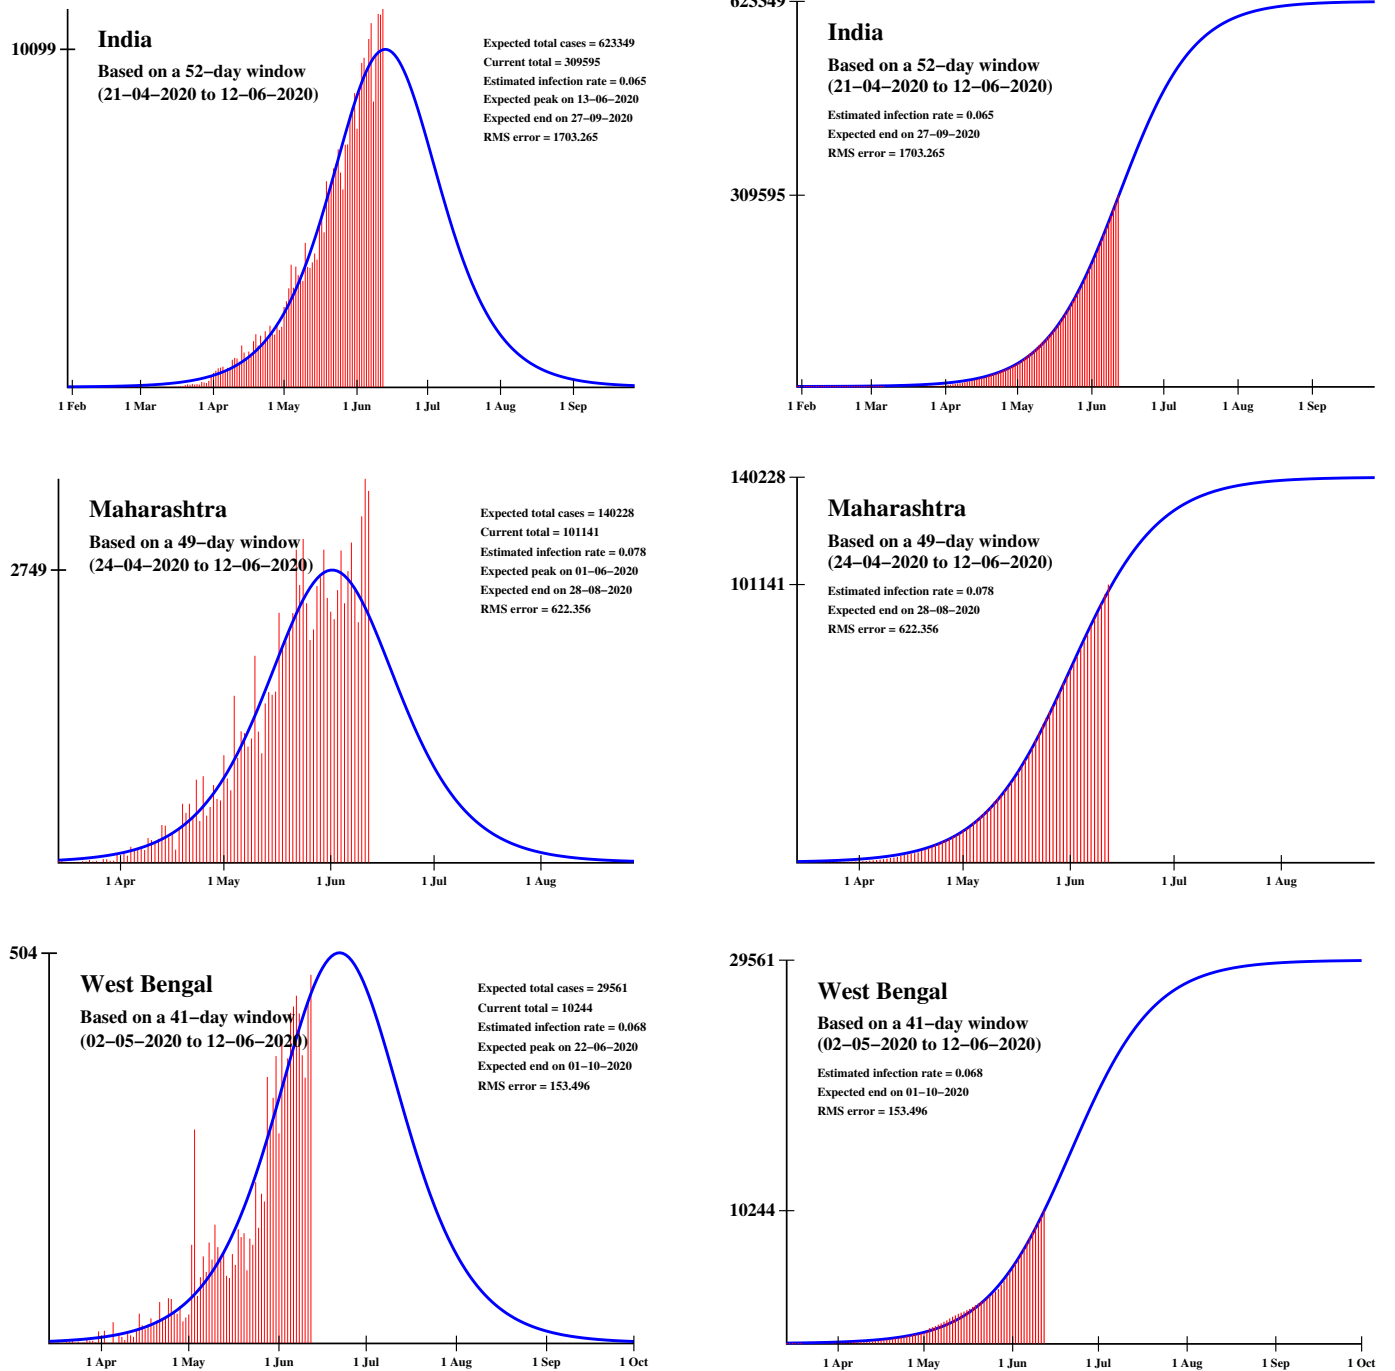 10099
India
Based on a 52−day window
(21−04−2020 to 12−06−2020)
Expected total cases = 623349
Current total = 309595
Estimated infection rate = 0.065
Expected peak on 13−06−2020
Expected end on 27−09−2020
RMS error = 1703.265
1 Feb 1 Mar 1 Apr 1 May 1 Jun 1 Jul 1 Aug 1 Sep
623349
India
Based on a 52−day window
(21−04−2020 to 12−06−2020)
Estimated infection rate = 0.065
Expected end on 27−09−2020
RMS error = 1703.265
309595
1 Feb 1 Mar 1 Apr 1 May 1 Jun 1 Jul 1 Aug 1 Sep
Maharashtra
Based on a 49−day window
(24−04−2020 to 12−06−2020)
2749
Expected total cases = 140228
Current total = 101141
Estimated infection rate = 0.078
Expected peak on 01−06−2020
Expected end on 28−08−2020
RMS error = 622.356
1 Apr 1 May 1 Jun 1 Jul 1 Aug
140228
Maharashtra
Based on a 49−day window
(24−04−2020 to 12−06−2020)
101141
Estimated infection rate = 0.078
Expected end on 28−08−2020
RMS error = 622.356
1 Apr 1 May 1 Jun 1 Jul 1 Aug
504
West Bengal
Based on a 41−day window
(02−05−2020 to 12−06−2020)
Expected total cases = 29561
Current total = 10244
Estimated infection rate = 0.068
Expected peak on 22−06−2020
Expected end on 01−10−2020
RMS error = 153.496
1 Apr 1 May 1 Jun 1 Jul 1 Aug 1 Sep 1 Oct
29561
West Bengal
Based on a 41−day window
(02−05−2020 to 12−06−2020)
Estimated infection rate = 0.068
Expected end on 01−10−2020
RMS error = 153.496
10244
1 Apr 1 May 1 Jun 1 Jul 1 Aug 1 Sep 1 Oct